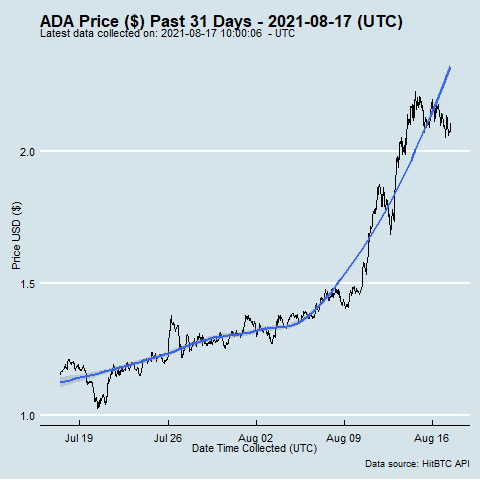 ADA Price ($) Past 31 Days - 2021-08-17 (UTC)
Latest data collected on: 2021-08-17 10:00:06  - UTC
2.0
1.5
1.0
Price USD ($)
Jul 19 Jul 26 Aug 02 Aug 09 Aug 16
Date Time Collected (UTC)
Data source: HitBTC API